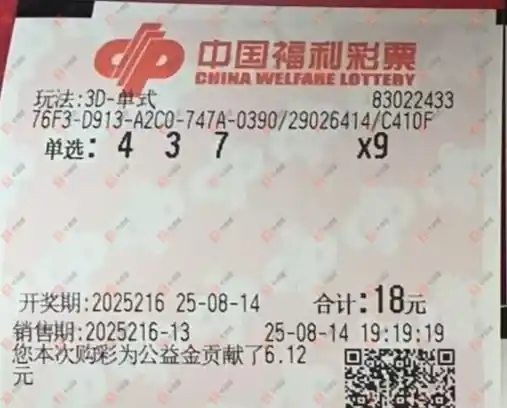 中国福利彩票
CHINA WELFARE LOTTERY
玩法:3D-单式 83022433
76F3-D913-A2C0-747A-0390/29026414/C410F
单选: 4 3 7 x9
开奖期:2025216 25-08-14 合计:18元
销售期:2025216-13 25-08-14 19:19:19
您本次购彩为公益金贡献了6.12
元